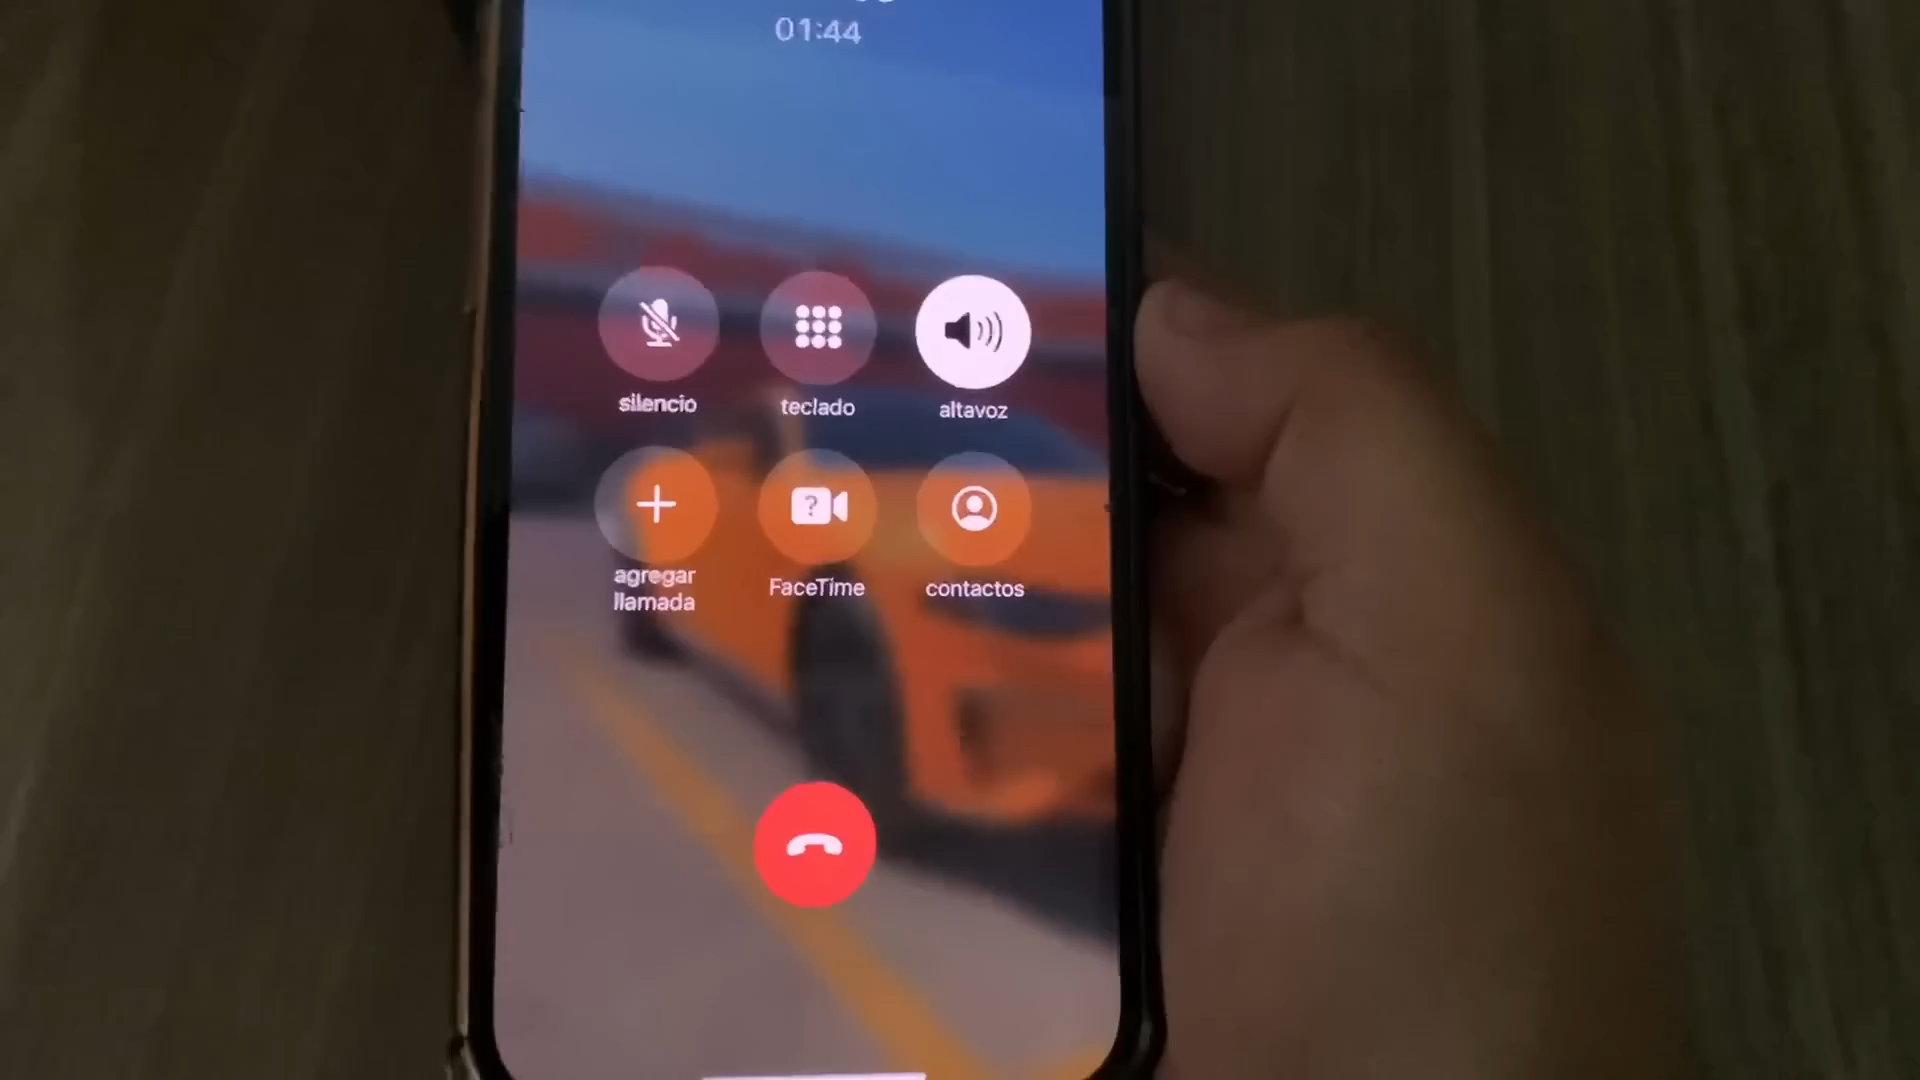 01:44
silencio
teclado
altavoz
agregar
llamada
FaceTime
contactos